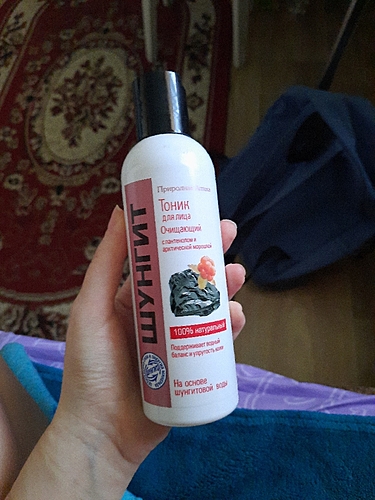 Природная Аптека
ШУНГИТ
Тоник
для лица
Очищающий
с пантенолом и
арктической морошкой
100% натуральный
Поддерживает водный
баланс и упругость кожи
На основе
шунгитовой воды